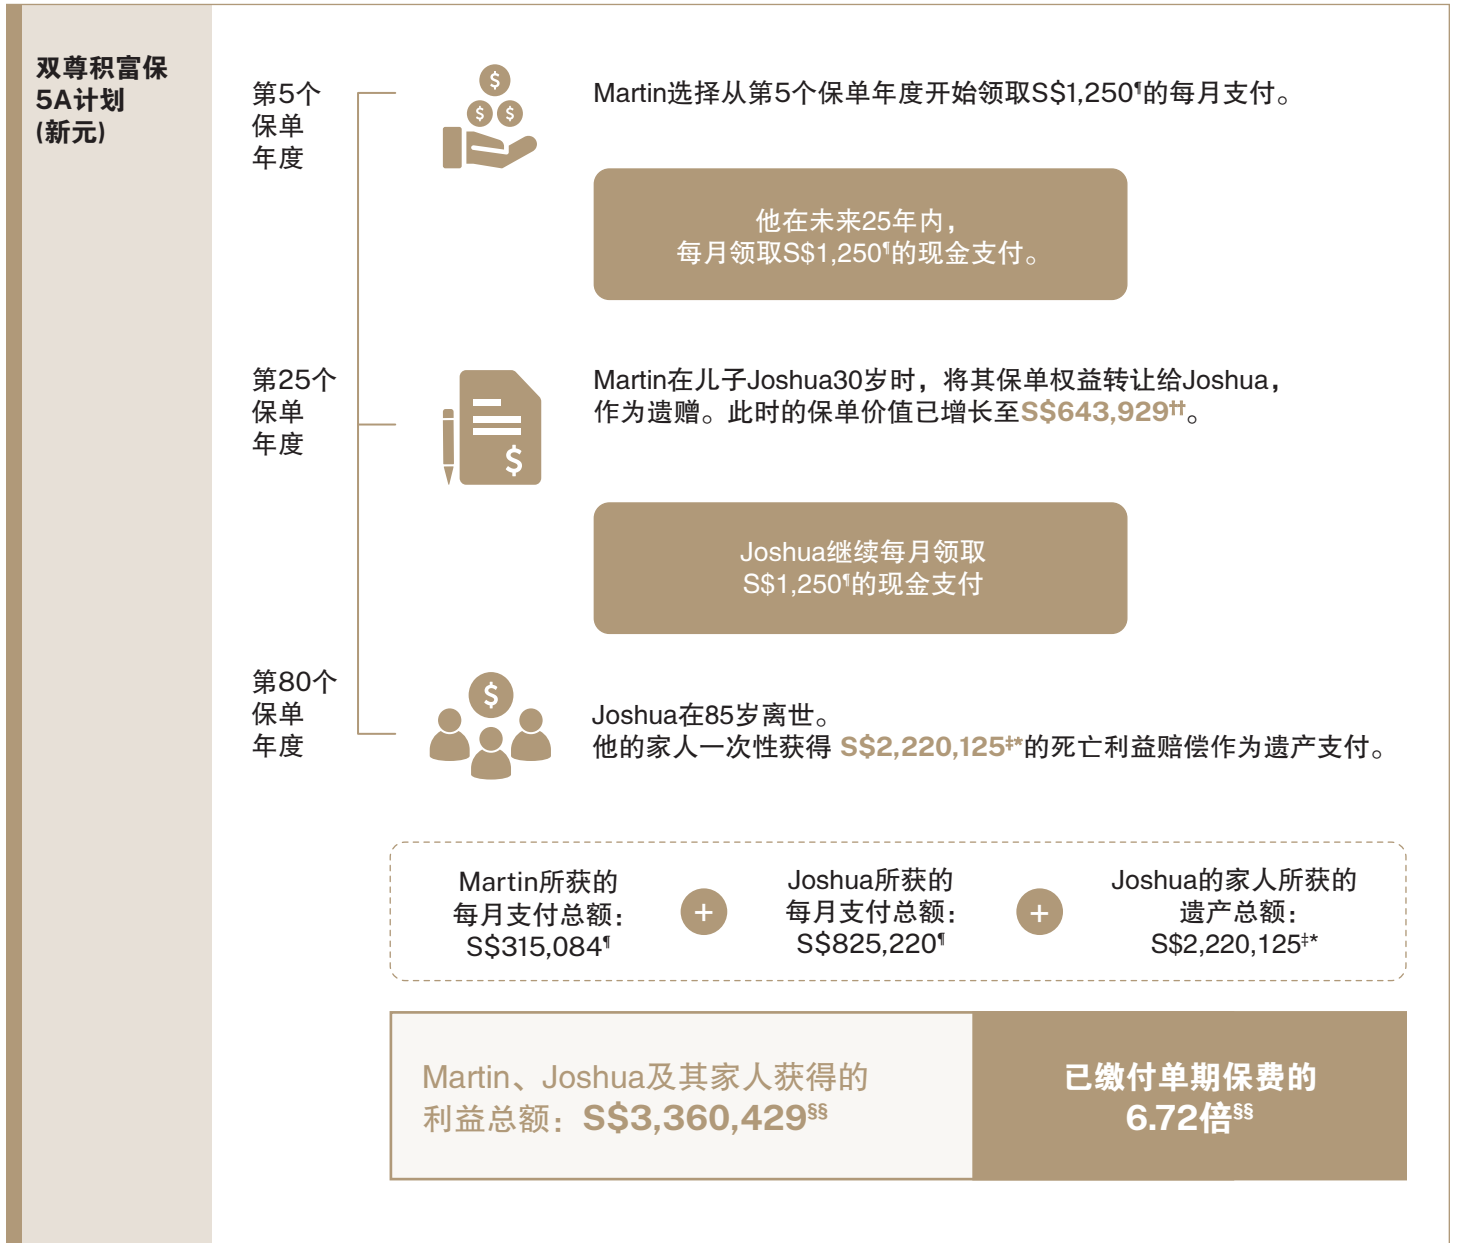 双尊积富保
5A计划
(新元)
第5个
保单
年度
Martin选择从第5个保单年度开始领取S$1,250¶的每月支付。
他在未来25年内，
每月领取S$1,250¶的现金支付。
第25个
保单
年度
Martin在儿子Joshua30岁时，将其保单权益转让给Joshua，
作为遗赠。此时的保单价值已增长至S$643,929††。
Joshua继续每月领取
S$1,250¶的现金支付
第80个
保单
年度
Joshua在85岁离世。
他的家人一次性获得 S$2,220,125‡*的死亡利益赔偿作为遗产支付。
Martin所获的
每月支付总额：
S$315,084¶
+
Joshua所获的
每月支付总额：
S$825,220¶
+
Joshua的家人所获的
遗产总额：
S$2,220,125‡*
Martin、Joshua及其家人获得的
利益总额：S$3,360,429§§
已缴付单期保费的
6.72倍§§